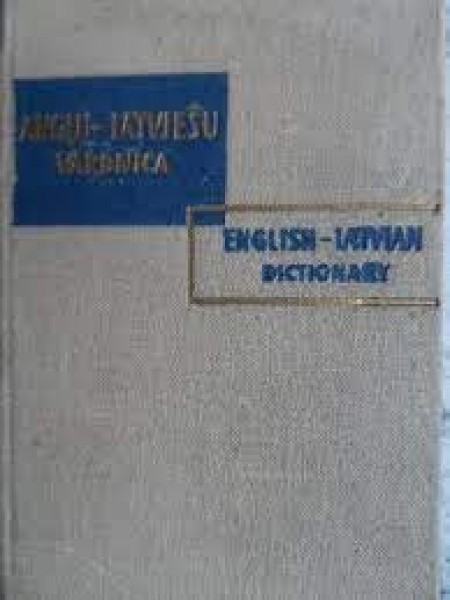 ANGĻU-LATVIEŠU
VĀRDNĪCA
ENGLISH-LATVIAN
DICTIONARY